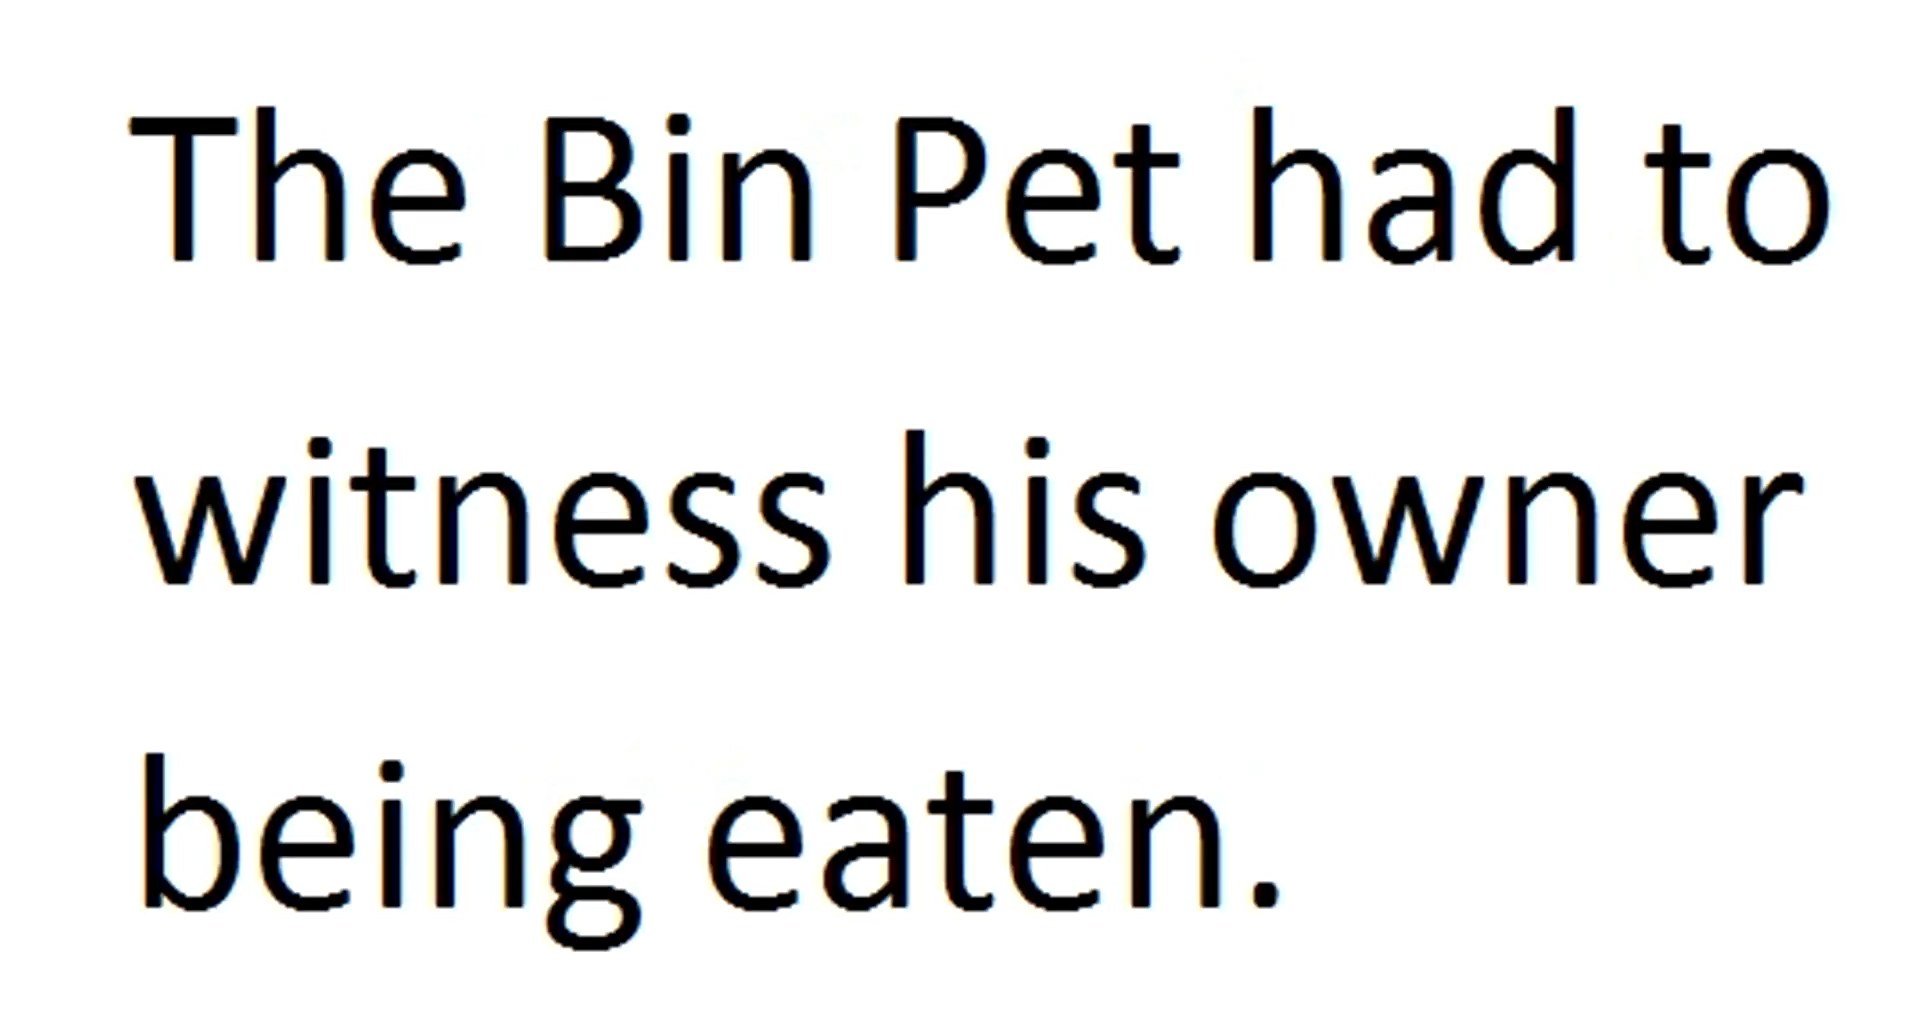 The Bin Pet had to
witness his owner
being eaten.